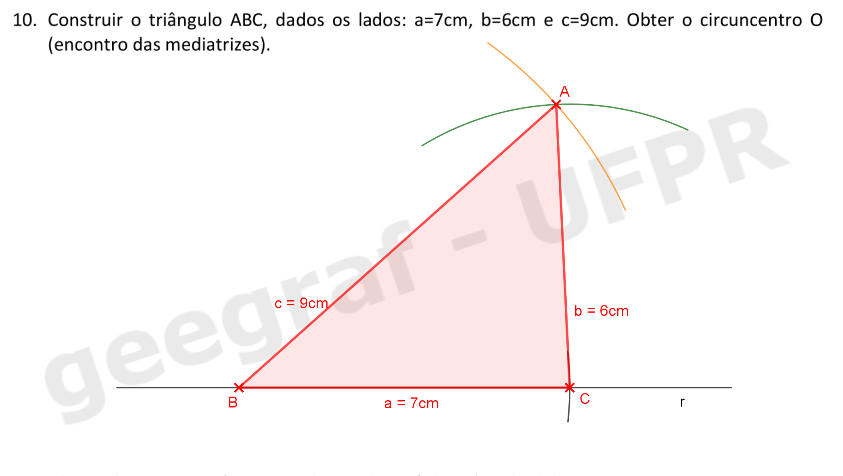 10. Construir o triângulo ABC, dados os lados: a=7cm, b=6cm e c=9cm. Obter o circuncentro O
(encontro das mediatrizes).
A
geegraf - UFPR
c = 9cm
b = 6cm
B
a = 7cm
C
r